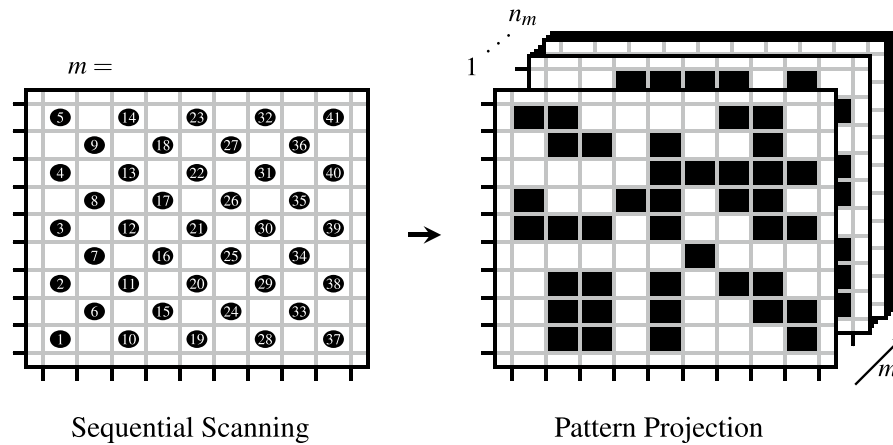 n_m
m =
1
5 14 23 32 41
9 18 27 36
4 13 22 31 40
8 17 26 35
3 12 21 30 39
7 16 25 34
2 11 20 29 38
6 15 24 33
1 10 19 28 37
m
Sequential Scanning
Pattern Projection